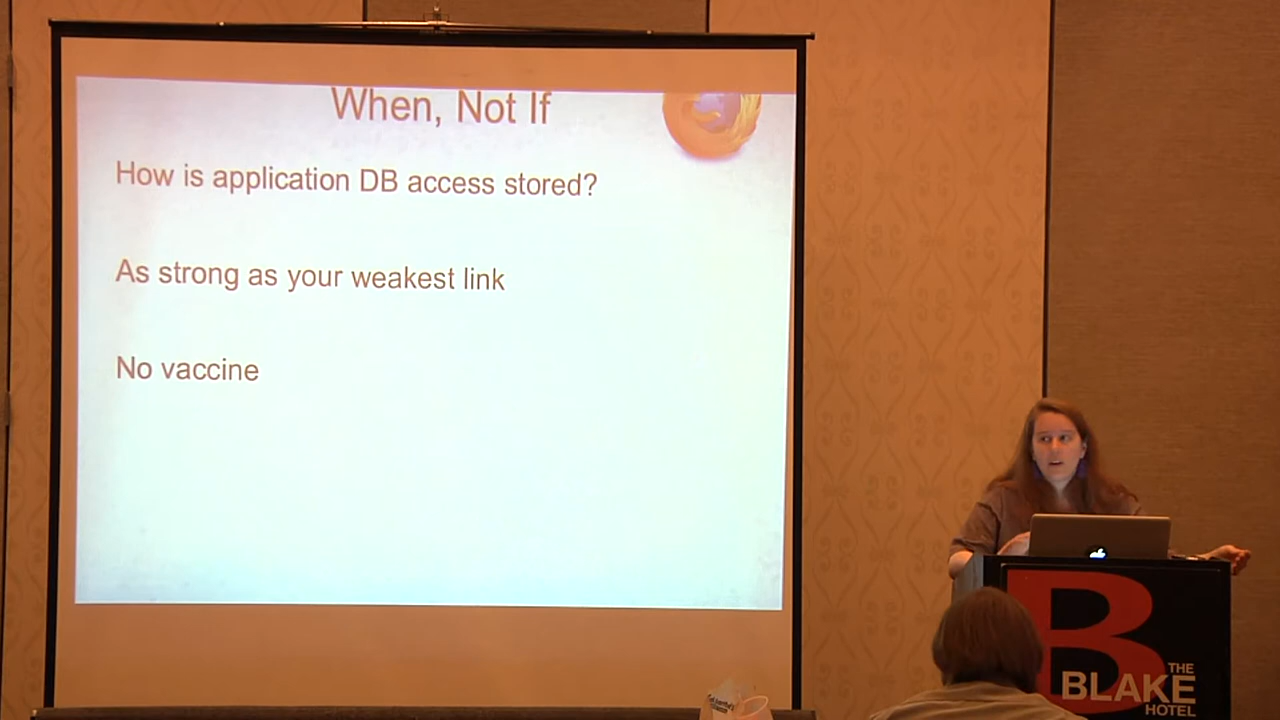 When, Not If
How is application DB access stored?
As strong as your weakest link
No vaccine
B
THE
BLAKE
HOTEL